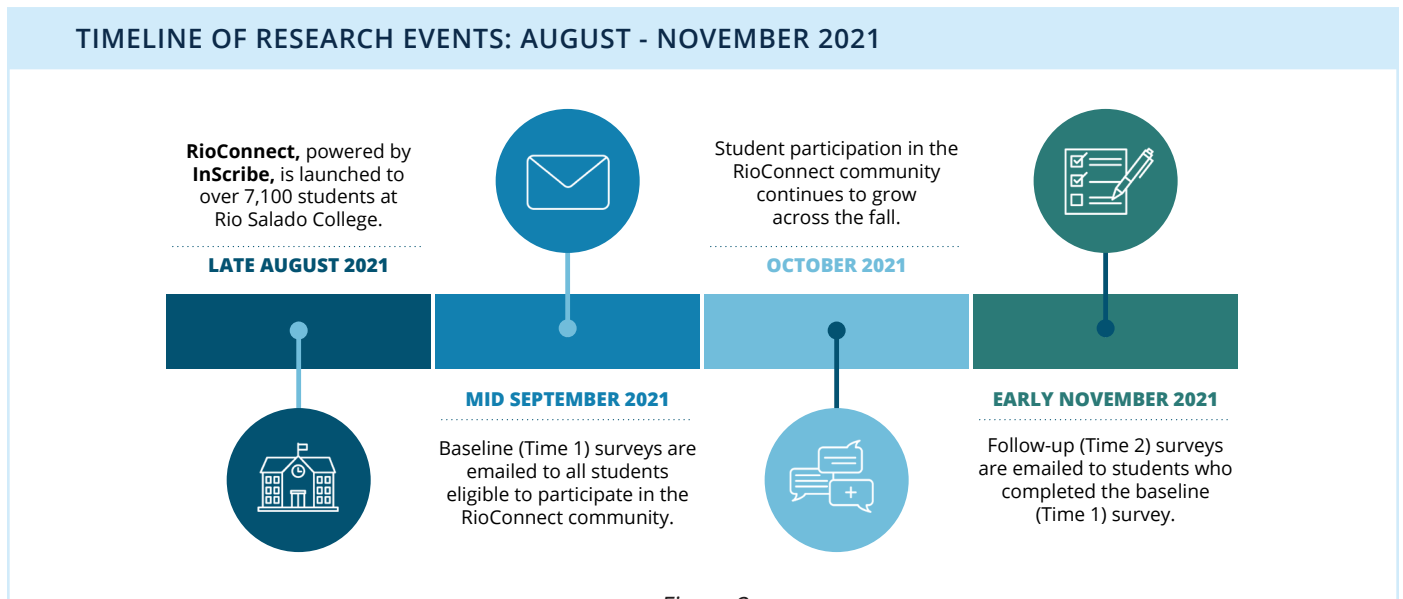 TIMELINE OF RESEARCH EVENTS: AUGUST - NOVEMBER 2021
RioConnect, powered by
InScribe, is launched to
over 7,100 students at
Rio Salado College.
LATE AUGUST 2021
MID SEPTEMBER 2021
Baseline (Time 1) surveys are
emailed to all students
eligible to participate in the
RioConnect community.
Student participation in the
RioConnect community
continues to grow
across the fall.
OCTOBER 2021
EARLY NOVEMBER 2021
Follow-up (Time 2) surveys
are emailed to students who
completed the baseline
(Time 1) survey.